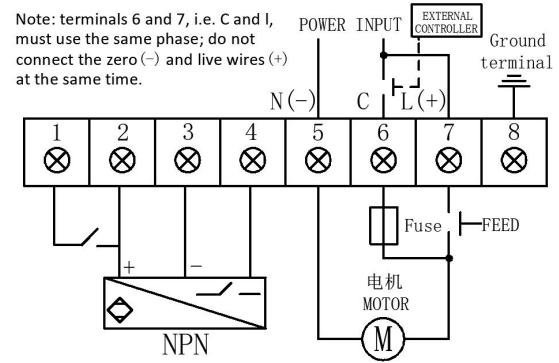 Note: terminals 6 and 7, i.e. C and l,
must use the same phase; do not
connect the zero (-) and live wires (+)
at the same time.
POWER INPUT
EXTERNAL
CONTROLLER
Ground
terminal
N(-)
C
L(+)
1 2 3 4 5 6 7 8
Fuse
FEED
+ -
电机
MOTOR
M
NPN